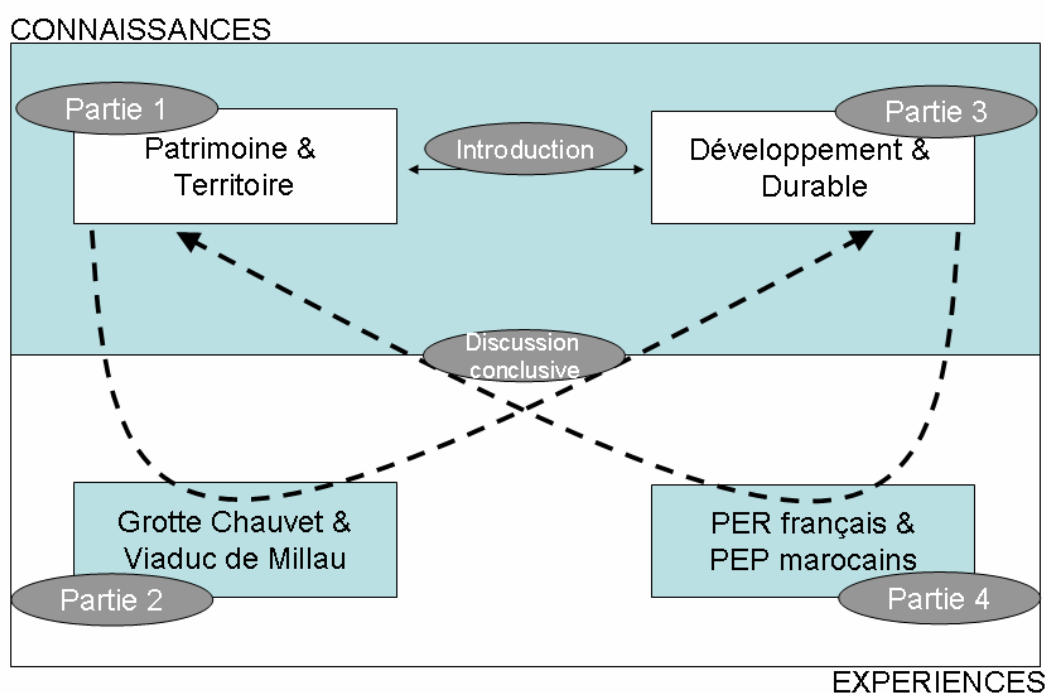 CONNAISSANCES
Partie 1
Patrimoine &
Territoire
Introduction
Partie 3
Développement &
Durable
Discussion
conclusive
Grotte Chauvet &
Viaduc de Millau
Partie 2
PER français &
PEP marocains
Partie 4
EXPERIENCES